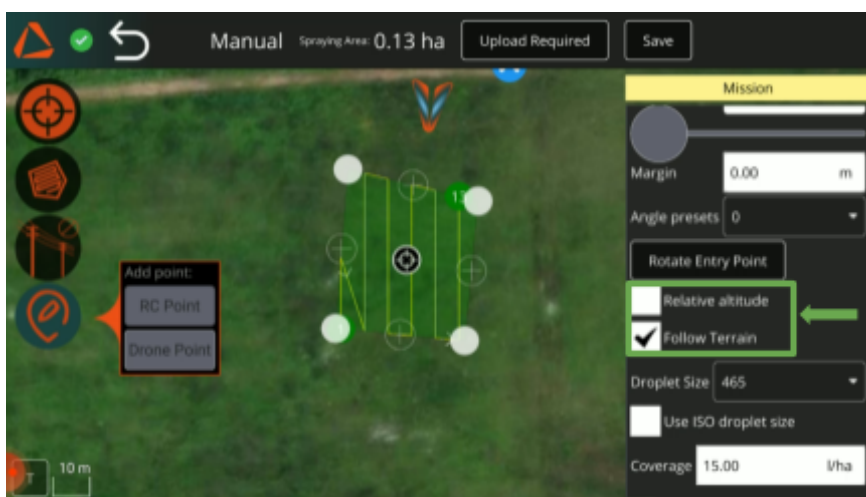 Manual Spraying Area: 0.13 ha Upload Required Save
Mission
Margin 0.00 m
Angle presets 0
Rotate Entry Point
Relative altitude
Follow Terrain
Droplet Size 465
Use ISO droplet size
Coverage 15.00 l/ha
Add point:
RC Point
Drone Point
T 10 m